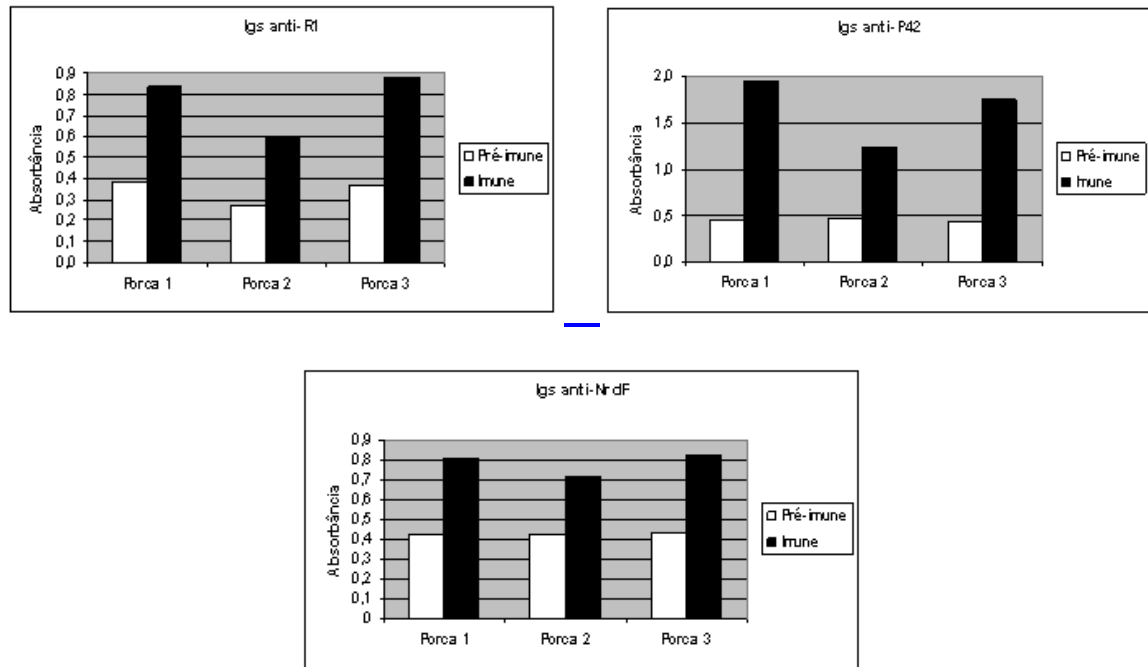 Igs anti-R1
Absorbância
0,9
0,8
0,7
0,6
0,5
0,4
0,3
0,2
0,1
0,0
Porca 1 Porca 2 Porca 3
Pré-imune
Imune
Igs anti-P42
Absorbância
2,0
1,5
1,0
0,5
0,0
Porca 1 Porca 2 Porca 3
Pré-imune
Imune
Igs anti-NrdF
Absorbância
0,9
0,8
0,7
0,6
0,5
0,4
0,3
0,2
0,1
0
Porca 1 Porca 2 Porca 3
Pré-imune
Imune